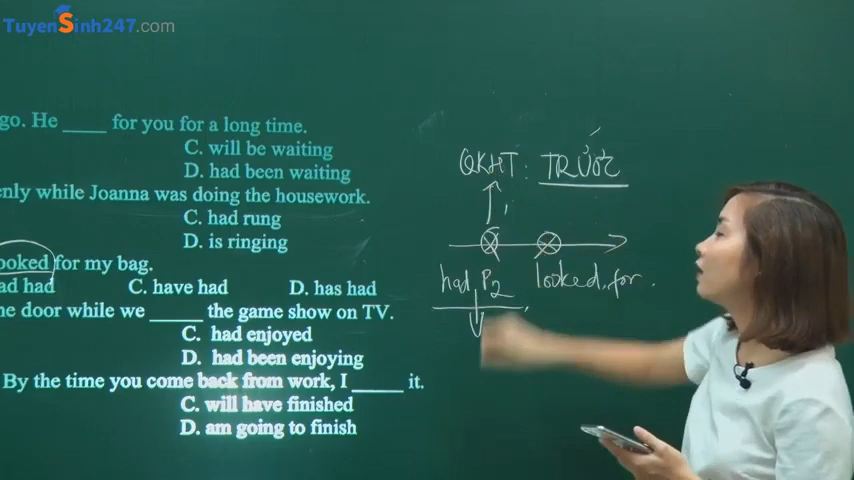 TuyenSinh247.com
go. He ____ for you for a long time.
C. will be waiting
D. had been waiting
enly while Joanna was doing the housework.
C. had rung
D. is ringing
ooked for my bag.
ad had C. have had D. has had
ne door while we _____ the game show on TV.
C. had enjoyed
D. had been enjoying
By the time you come back from work, I _____ it.
C. will have finished
D. am going to finish
QKHT: TRƯỚC
had P2 looked for.